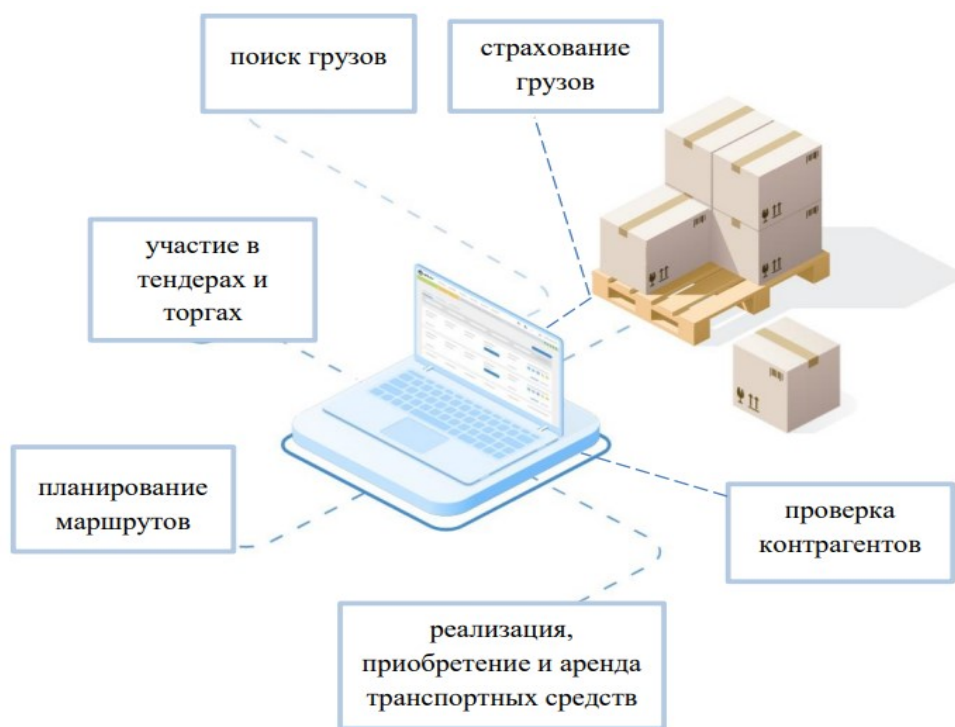 поиск грузов
страхование
грузов
участие в
тендерах и
торгах
планирование
маршрутов
проверка
контрагентов
реализация,
приобретение и аренда
транспортных средств